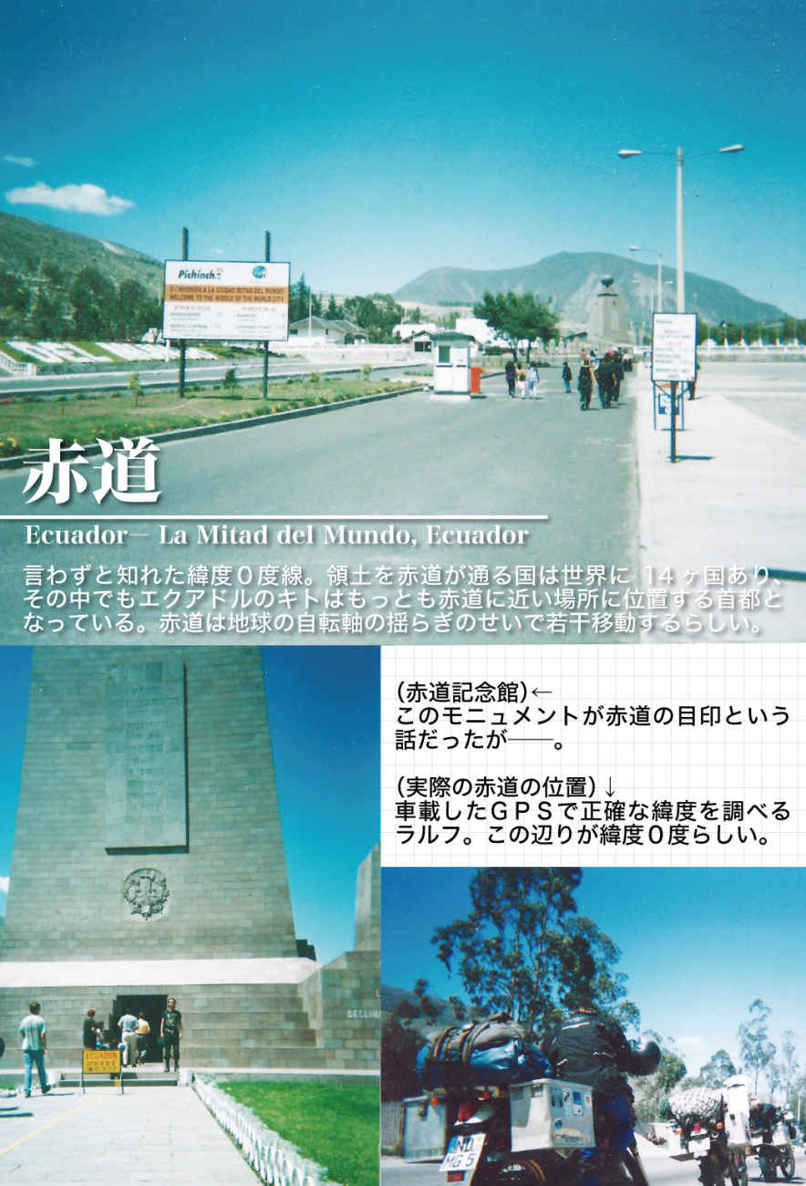 Pichincha
BIENVENIDOS A LA CIUDAD MITAD DEL MUNDO
WELCOME TO THE MIDDLE OF THE WORLD CITY
赤道
Ecuador― La Mitad del Mundo, Ecuador
言わずと知れた緯度０度線。領土を赤道が通る国は世界に 14 ヶ国あり、
その中でもエクアドルのキトはもっとも赤道に近い場所に位置する首都と
なっている。赤道は地球の自転軸の揺らぎのせいで若干移動するらしい。
（赤道記念館）←
このモニュメントが赤道の目印という
話だったが――。
（実際の赤道の位置）↓
車載したＧＰＳで正確な緯度を調べる
ラルフ。この辺りが緯度０度らしい。
ECUADOR
MG 5